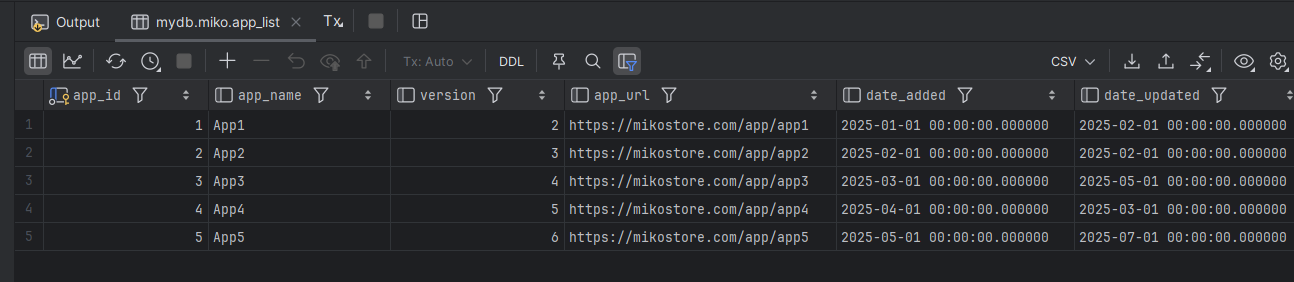 Output mydb.miko.app_list Tx
Tx: Auto DDL CSV
app_id app_name version app_url date_added date_updated
1 1 App1 2 https://mikostore.com/app/app1 2025-01-01 00:00:00.000000 2025-02-01 00:00:00.000000
2 2 App2 3 https://mikostore.com/app/app2 2025-02-01 00:00:00.000000 2025-02-01 00:00:00.000000
3 3 App3 4 https://mikostore.com/app/app3 2025-03-01 00:00:00.000000 2025-05-01 00:00:00.000000
4 4 App4 5 https://mikostore.com/app/app4 2025-04-01 00:00:00.000000 2025-03-01 00:00:00.000000
5 5 App5 6 https://mikostore.com/app/app5 2025-05-01 00:00:00.000000 2025-07-01 00:00:00.000000